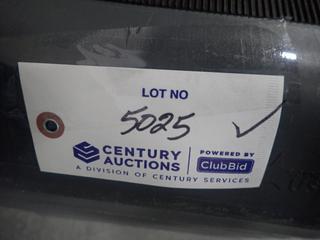 LOT NO
5025 ✓
CENTURY AUCTIONS
POWERED BY ClubBid
A DIVISION OF CENTURY SERVICES